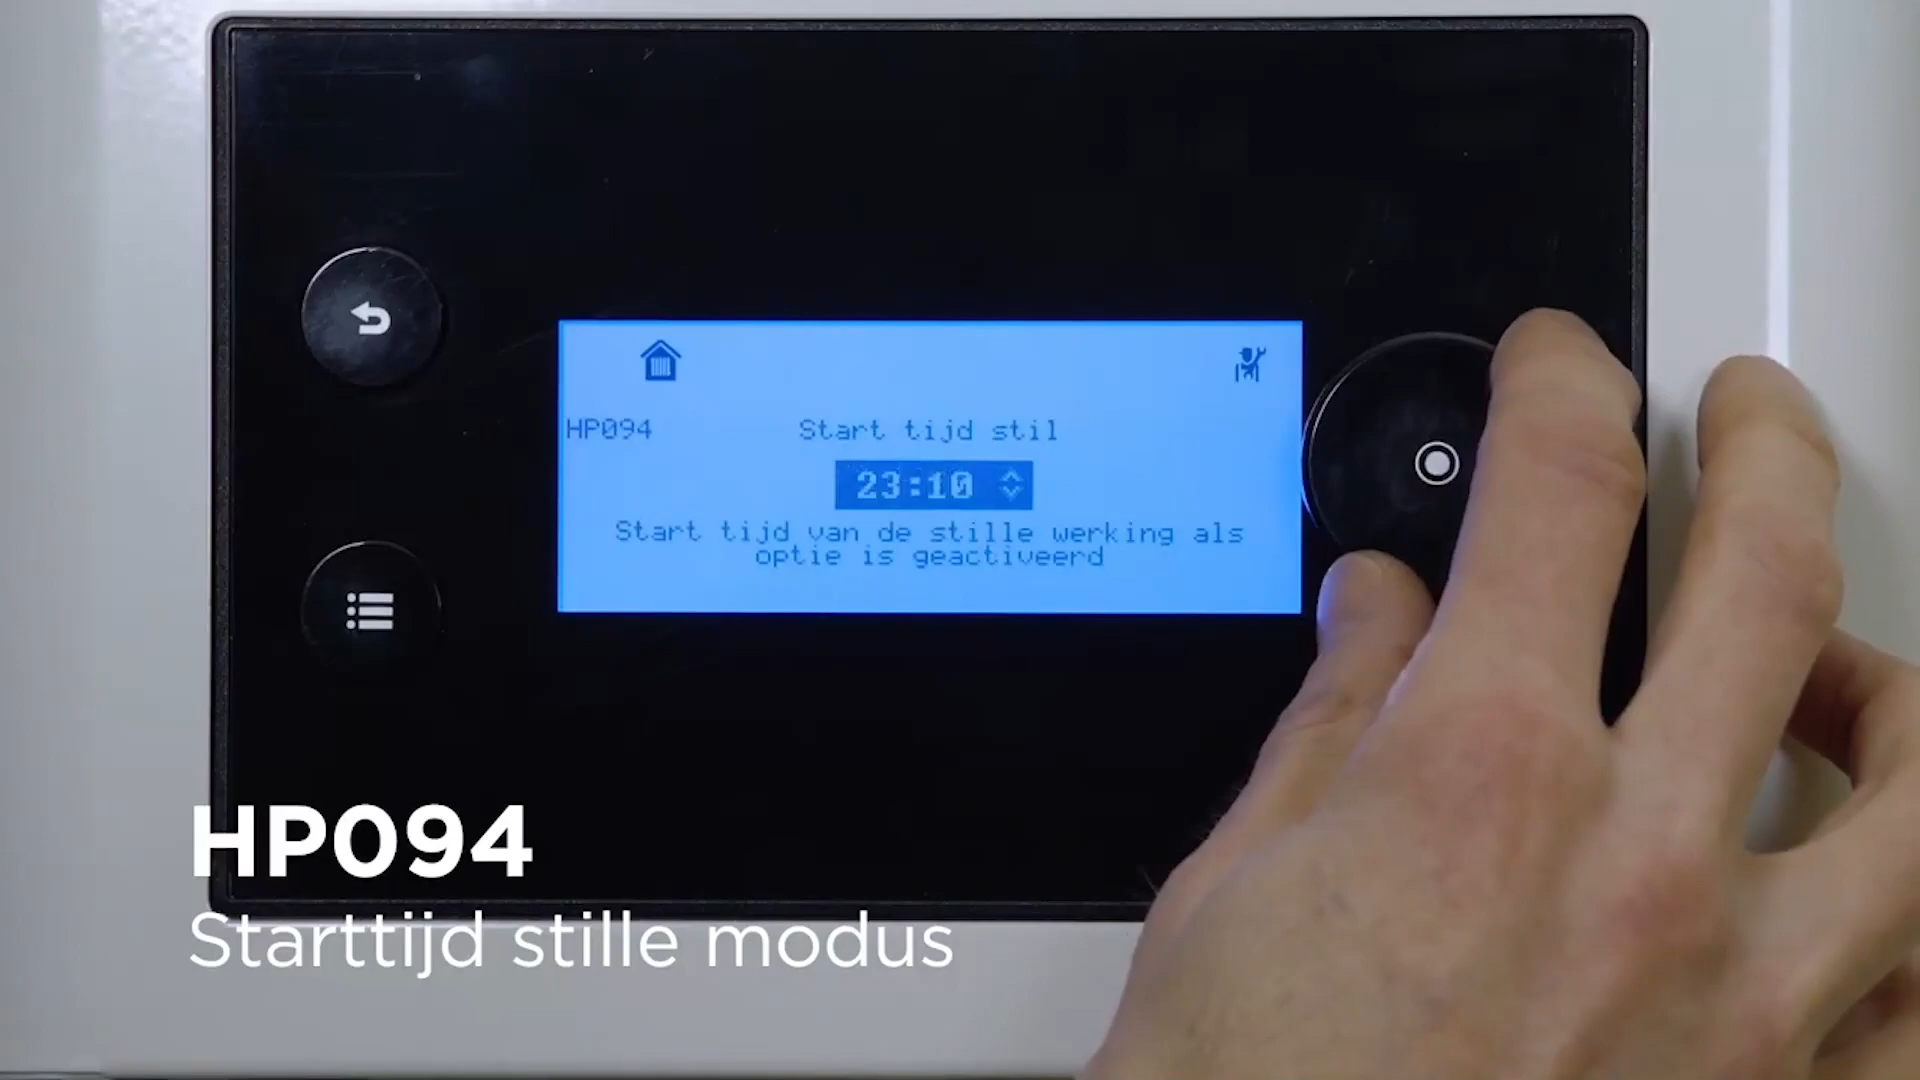 HP094
Start tijd stil
23:10
Start tijd van de stille werking als
optie is geactiveerd
HP094
Starttijd stille modus